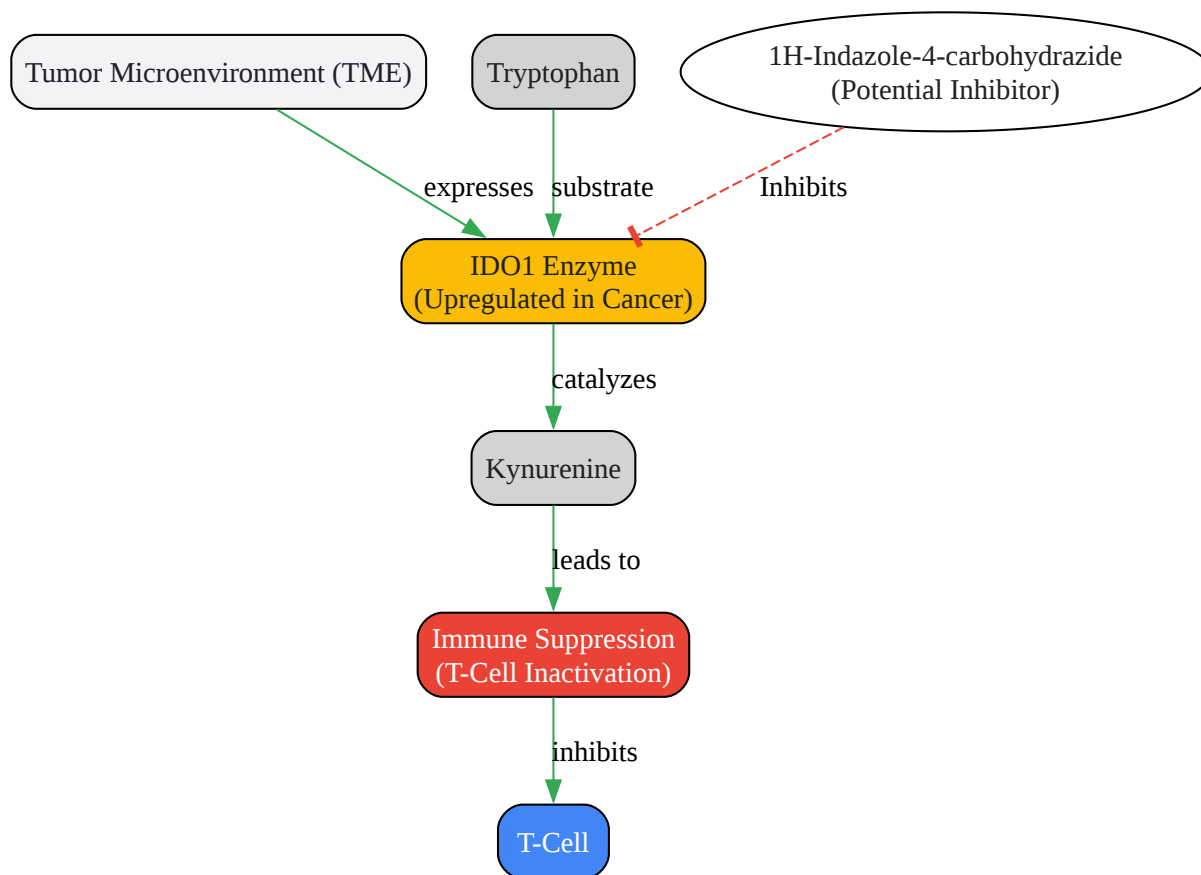 Tumor Microenvironment (TME)
Tryptophan
1H-Indazole-4-carbohydrazide
(Potential Inhibitor)
expresses
substrate
Inhibits
IDO1 Enzyme
(Upregulated in Cancer)
catalyzes
Kynurenine
leads to
Immune Suppression
(T-Cell Inactivation)
inhibits
T-Cell